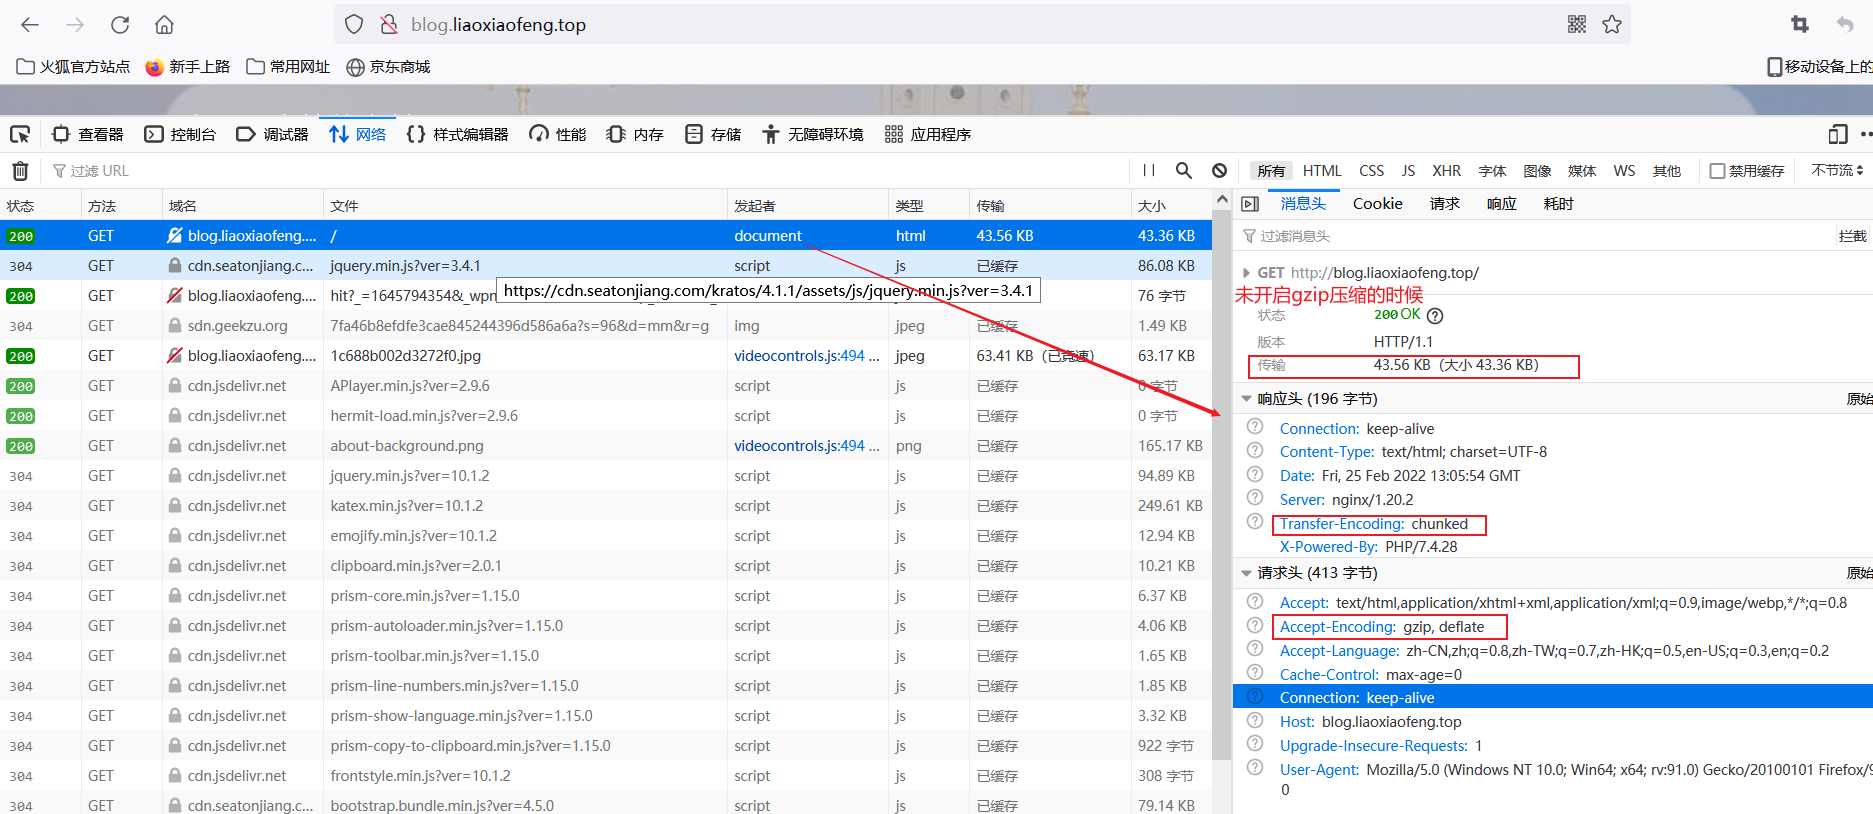 blog.liaoxiaofeng.top
火狐官方站点 新手上路 常用网址 京东商城 移动设备上的
查看器 控制台 调试器 网络 样式编辑器 性能 内存 存储 无障碍环境 应用程序
过滤 URL 所有 HTML CSS JS XHR 字体 图像 媒体 WS 其他 禁用缓存 不节流
状态 方法 域名 文件 发起者 类型 传输 大小
200 GET blog.liaoxiaofeng.... / document html 43.56 KB 43.36 KB
304 GET cdn.seatonjiang.c... jquery.min.js?ver=3.4.1 script js 已缓存 86.08 KB
https://cdn.seatonjiang.com/kratos/4.1.1/assets/js/jquery.min.js?ver=3.4.1
200 GET blog.liaoxiaofeng.... hit?_=1645794354&_wpn js 76 字节
304 GET sdn.geekzu.org 7fa46b8efdfe3cae845244396d586a6a?s=96&d=mm&r=g img jpeg 已缓存 1.49 KB
200 GET blog.liaoxiaofeng.... 1c688b002d3272f0.jpg videocontrols.js:494 ... jpeg 63.41 KB（已竞速） 63.17 KB
200 GET cdn.jsdelivr.net APlayer.min.js?ver=2.9.6 script js 已缓存 0 字节
200 GET cdn.jsdelivr.net hermit-load.min.js?ver=2.9.6 script js 已缓存 0 字节
200 GET cdn.jsdelivr.net about-background.png videocontrols.js:494 ... png 已缓存 165.17 KB
304 GET cdn.jsdelivr.net jquery.min.js?ver=10.1.2 script js 已缓存 94.89 KB
304 GET cdn.jsdelivr.net katex.min.js?ver=10.1.2 script js 已缓存 249.61 KB
304 GET cdn.jsdelivr.net emojify.min.js?ver=10.1.2 script js 已缓存 12.94 KB
304 GET cdn.jsdelivr.net clipboard.min.js?ver=2.0.1 script js 已缓存 10.21 KB
304 GET cdn.jsdelivr.net prism-core.min.js?ver=1.15.0 script js 已缓存 6.37 KB
304 GET cdn.jsdelivr.net prism-autoloader.min.js?ver=1.15.0 script js 已缓存 4.06 KB
304 GET cdn.jsdelivr.net prism-toolbar.min.js?ver=1.15.0 script js 已缓存 1.65 KB
304 GET cdn.jsdelivr.net prism-line-numbers.min.js?ver=1.15.0 script js 已缓存 1.85 KB
304 GET cdn.jsdelivr.net prism-show-language.min.js?ver=1.15.0 script js 已缓存 3.32 KB
304 GET cdn.jsdelivr.net prism-copy-to-clipboard.min.js?ver=1.15.0 script js 已缓存 922 字节
304 GET cdn.jsdelivr.net frontstyle.min.js?ver=10.1.2 script js 已缓存 308 字节
304 GET cdn.seatonjiang.c... bootstrap.bundle.min.js?ver=4.5.0 script js 已缓存 79.14 KB
消息头 Cookie 请求 响应 耗时
过滤消息头 拦截
GET http://blog.liaoxiaofeng.top/
未开启gzip压缩的时候
状态 200 OK
版本 HTTP/1.1
传输 43.56 KB（大小 43.36 KB）
响应头 (196 字节) 原始
Connection: keep-alive
Content-Type: text/html; charset=UTF-8
Date: Fri, 25 Feb 2022 13:05:54 GMT
Server: nginx/1.20.2
Transfer-Encoding: chunked
X-Powered-By: PHP/7.4.28
请求头 (413 字节) 原始
Accept: text/html,application/xhtml+xml,application/xml;q=0.9,image/webp,*/*;q=0.8
Accept-Encoding: gzip, deflate
Accept-Language: zh-CN,zh;q=0.8,zh-TW;q=0.7,zh-HK;q=0.5,en-US;q=0.3,en;q=0.2
Cache-Control: max-age=0
Connection: keep-alive
Host: blog.liaoxiaofeng.top
Upgrade-Insecure-Requests: 1
User-Agent: Mozilla/5.0 (Windows NT 10.0; Win64; x64; rv:91.0) Gecko/20100101 Firefox/9
0